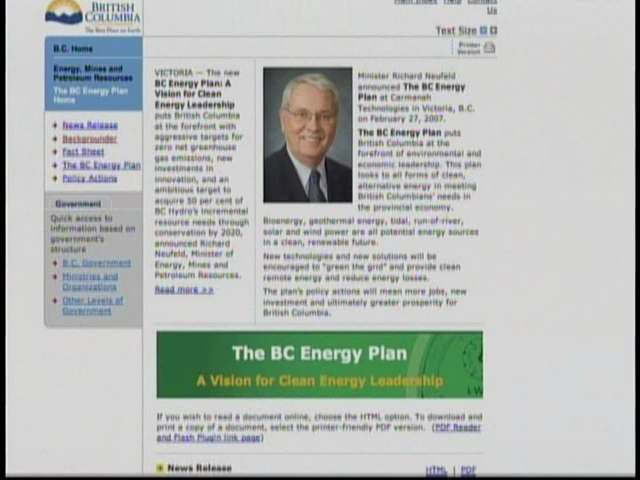 BRITISH
COLUMBIA
The Best Place on Earth
Us
Text Size
Printer
Version
B.C. Home
Energy, Mines and
Petroleum Resources
The BC Energy Plan
Home
News Release
Backgrounder
Fact Sheet
The BC Energy Plan
Policy Actions
Government
Quick access to
information based on
government's
structure
B.C. Government
Ministries and
Organizations
Other Levels of
Government
VICTORIA — The new
BC Energy Plan: A
Vision for Clean
Energy Leadership
puts British Columbia
at the forefront with
aggressive targets for
zero net greenhouse
gas emissions, new
investments in
innovation, and an
ambitious target to
acquire 50 per cent of
BC Hydro's incremental
resource needs through
conservation by 2020,
announced Richard
Neufeld, Minister of
Energy, Mines and
Petroleum Resources.
Read more >>
Minister Richard Neufeld
announced The BC Energy
Plan at Carmanah
Technologies in Victoria, B.C.
on February 27, 2007.
The BC Energy Plan puts
British Columbia at the
forefront of environmental and
economic leadership. This plan
looks to all forms of clean,
alternative energy in meeting
British Columbians' needs in
the provincial economy.
Bioenergy, geothermal energy, tidal, run-of-river,
solar and wind power are all potential energy sources
in a clean, renewable future.
New technologies and new solutions will be
encouraged to "green the grid" and provide clean
remote energy and reduce energy losses.
The plan's policy actions will mean more jobs, new
investment and ultimately greater prosperity for
British Columbia.
The BC Energy Plan
A Vision for Clean Energy Leadership
If you wish to read a document online, choose the HTML option. To download and
print a copy of a document, select the printer-friendly PDF version. (PDF Reader
and Flash Plugin link page)
News Release
HTML | PDF